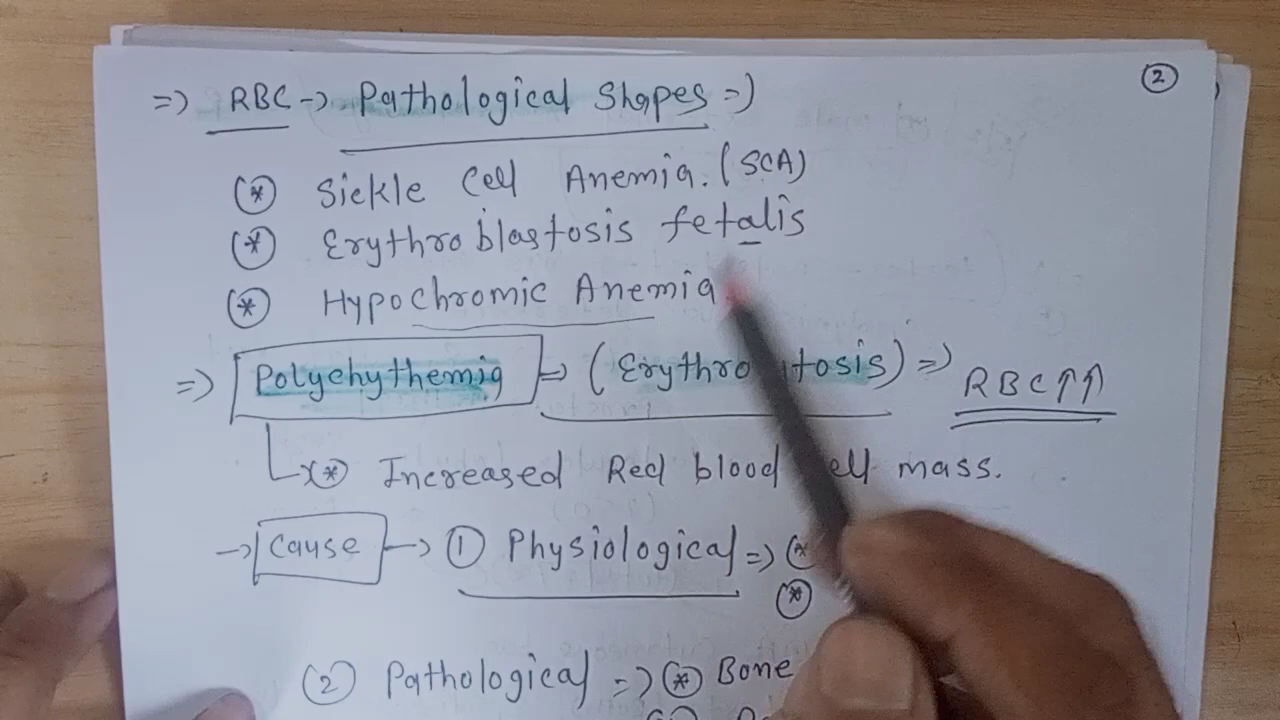 ②
=> RBC -> Pathological Shapes =>
(*) Sickle Cell Anemia. (SCA)
(*) Erythroblastosis fetalis
(*) Hypochromic Anemia
=> Polychythemia => (Erythro tosis) => RBC↑↑
(*) Increased Red blood ell mass.
-> Cause -> ① Physiological => (*)
(*)
(2) Pathological => (*) Bone